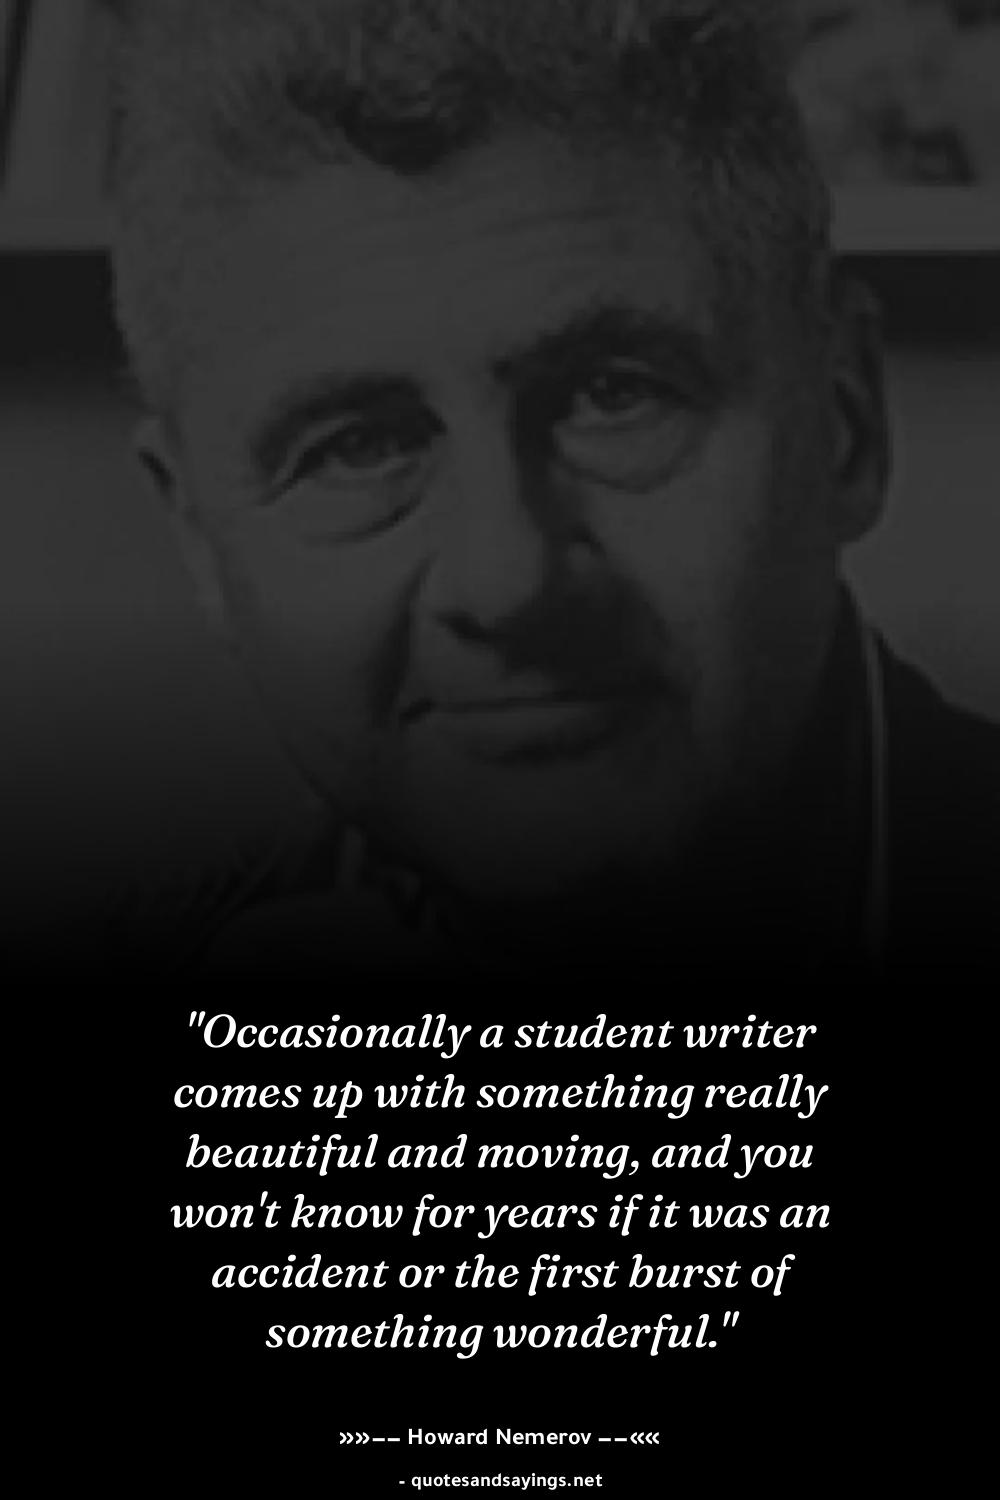 "Occasionally a student writer
comes up with something really
beautiful and moving, and you
won't know for years if it was an
accident or the first burst of
something wonderful."
»»−− Howard Nemerov −−««
- quotesandsayings.net